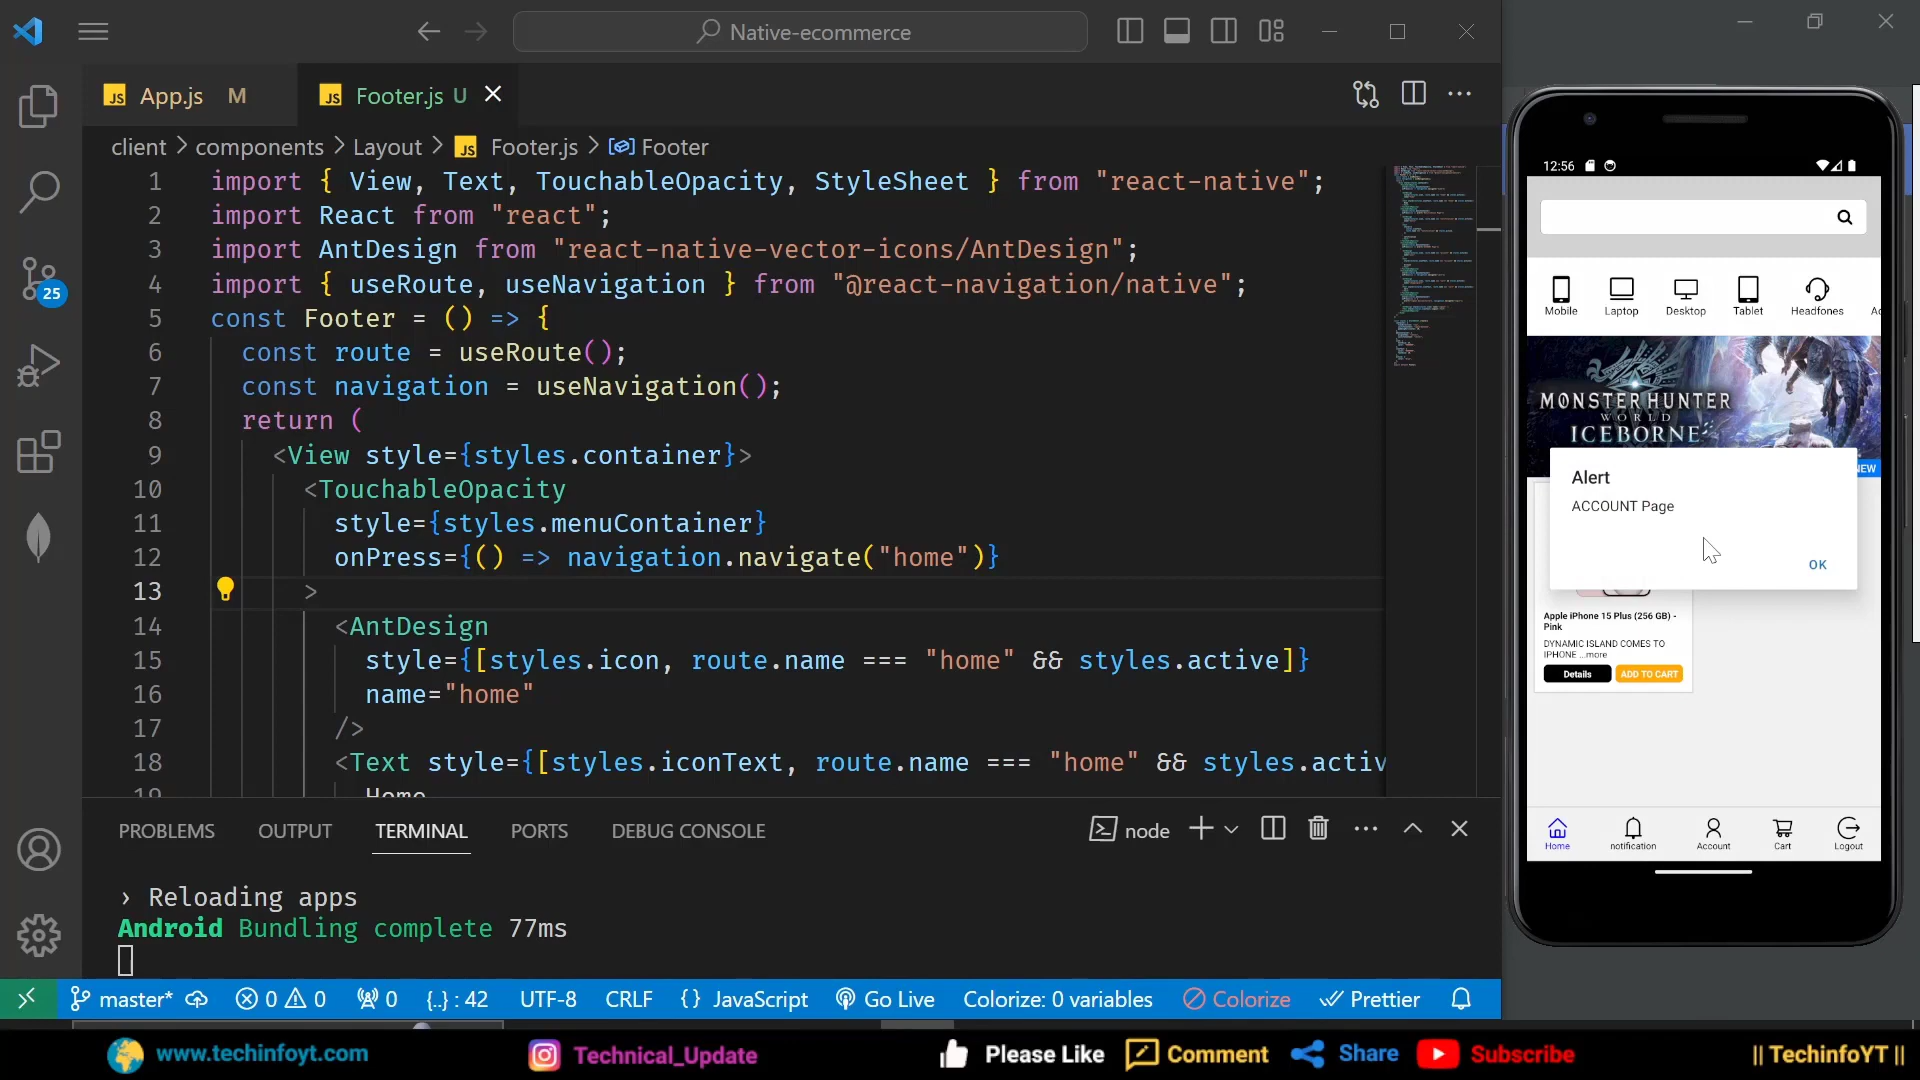 Native-ecommerce
App.js M
Footer.js U
client > components > Layout > JS Footer.js > Footer
1 import { View, Text, TouchableOpacity, StyleSheet } from "react-native";
2 import React from "react";
3 import AntDesign from "react-native-vector-icons/AntDesign";
4 import { useRoute, useNavigation } from "@react-navigation/native";
5 const Footer = () => {
6 const route = useRoute();
7 const navigation = useNavigation();
8 return (
9 <View style={styles.container}>
10 <TouchableOpacity
11 style={styles.menuContainer}
12 onPress={() => navigation.navigate("home")}
13 >
14 <AntDesign
15 style={[styles.icon, route.name === "home" && styles.active]}
16 name="home"
17 />
18 <Text style={[styles.iconText, route.name === "home" && styles.activ
19 Home
25
PROBLEMS OUTPUT TERMINAL PORTS DEBUG CONSOLE
node
› Reloading apps
Android Bundling complete 77ms
master* 0 0 0 {..} : 42 UTF-8 CRLF {} JavaScript Go Live Colorize: 0 variables Colorize Prettier
12:56
Mobile Laptop Desktop Tablet Headfones Ac
MONSTER HUNTER
WORLD
ICEBORNE
NEW
Alert
ACCOUNT Page
OK
Apple iPhone 15 Plus (256 GB) -
Pink
DYNAMIC ISLAND COMES TO
IPHONE ...more
Details ADD TO CART
Home notification Account Cart Logout
www.techinfoyt.com Technical_Update Please Like Comment Share Subscribe || TechinfoYT ||